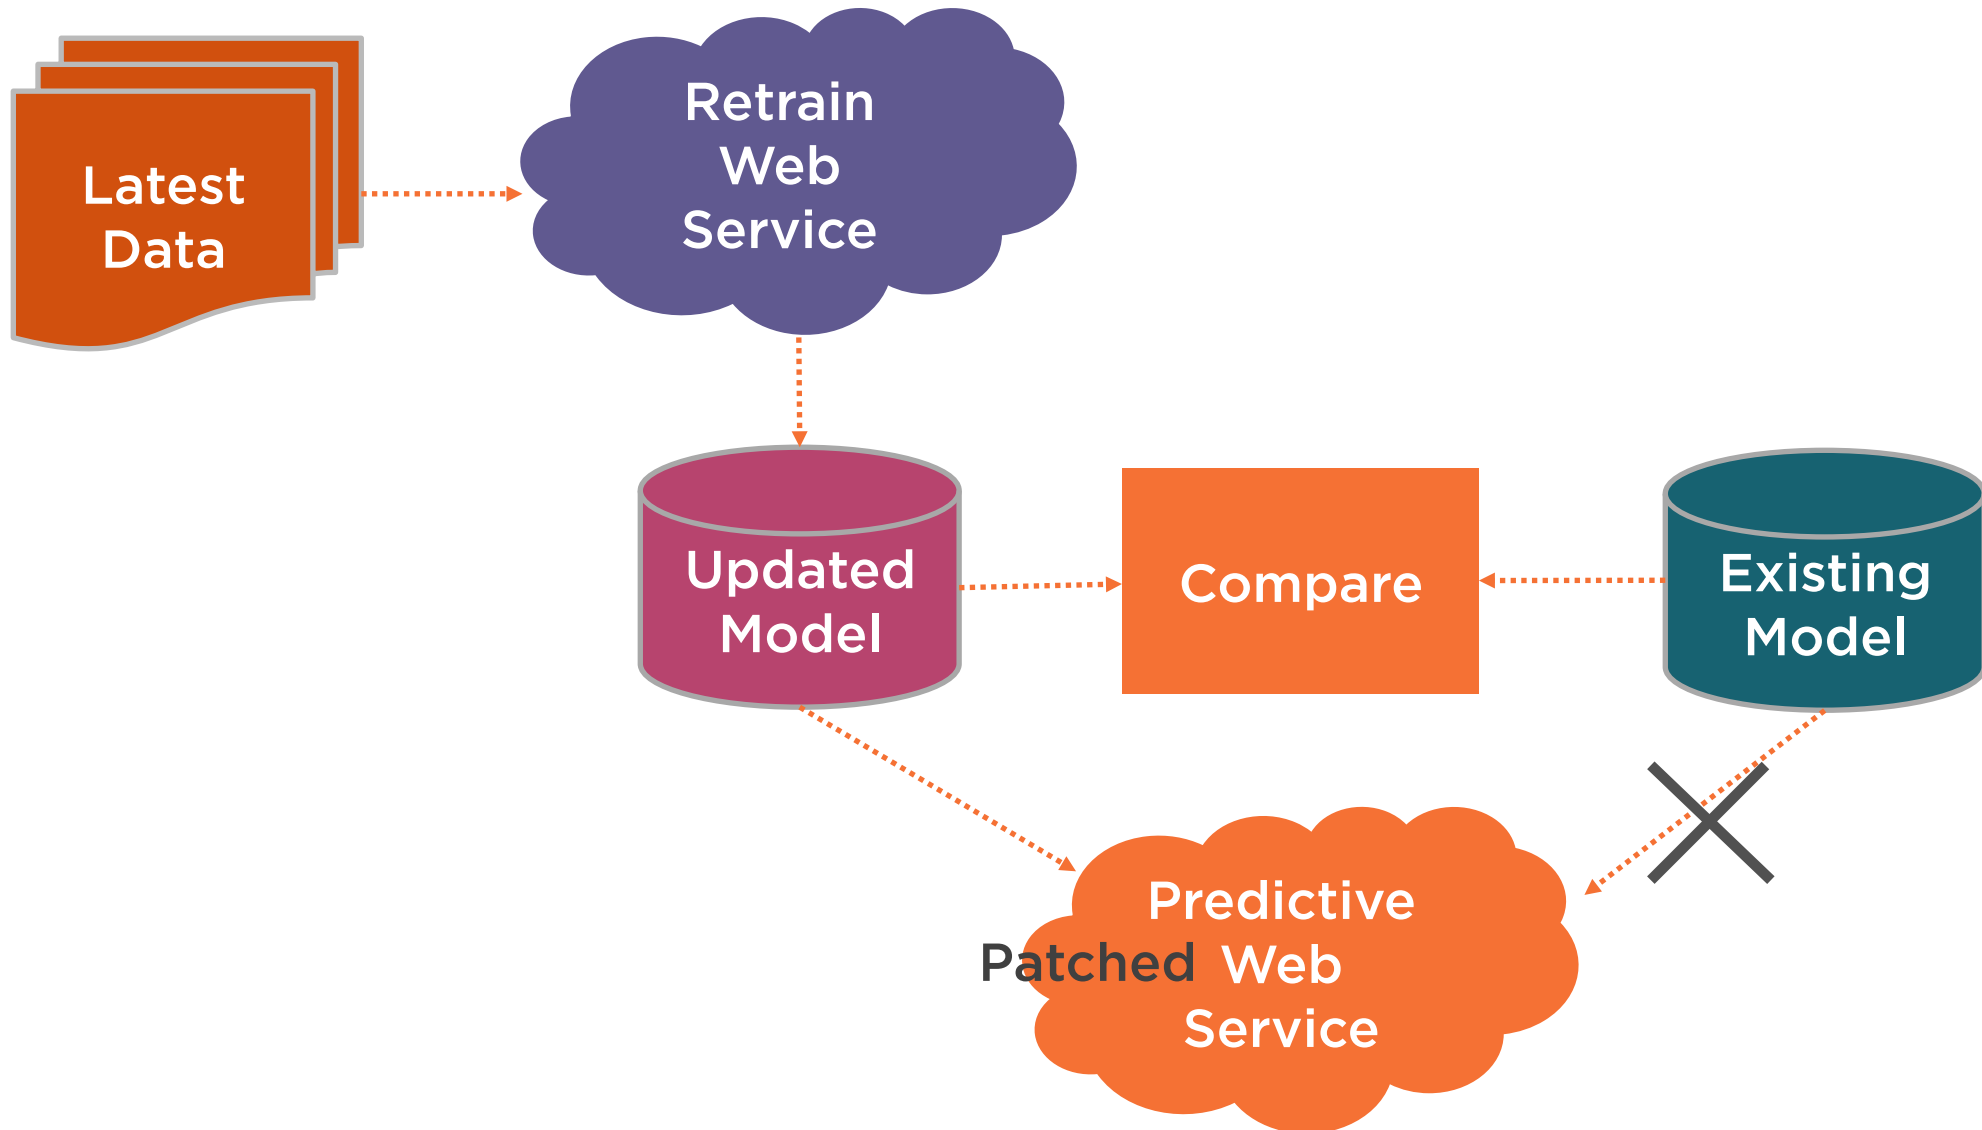 Latest
Data
Retrain
Web
Service
Updated
Model
Compare
Existing
Model
Predictive
Patched
Web
Service